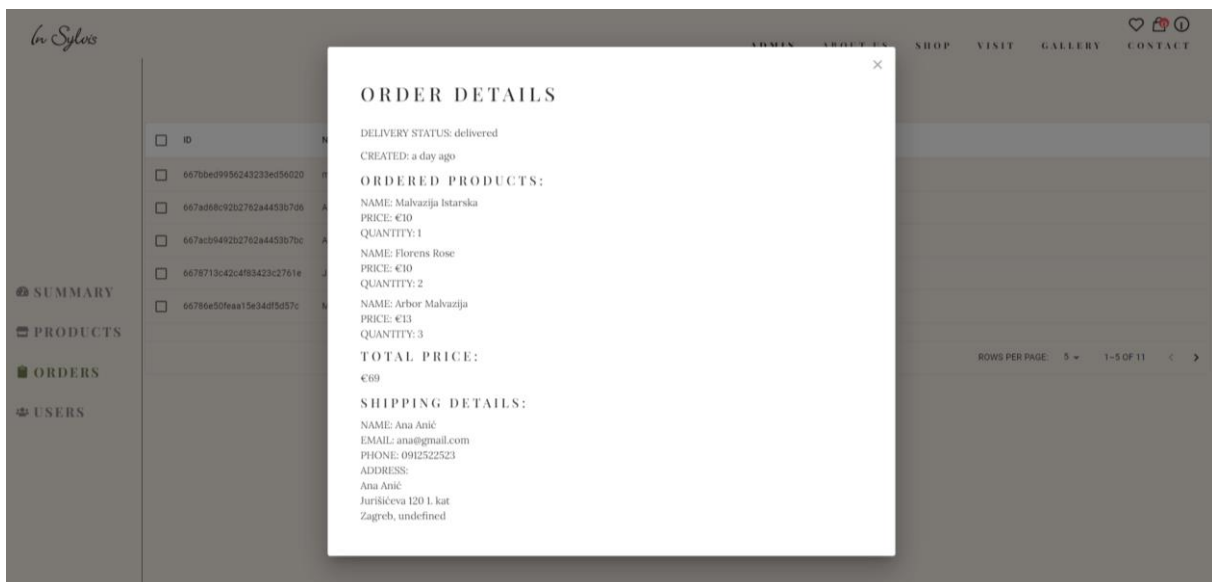 In Sylvis
ADMIN ABOUT US SHOP VISIT GALLERY CONTACT
ORDER DETAILS
DELIVERY STATUS: delivered
CREATED: a day ago
ORDERED PRODUCTS:
NAME: Malvazija Istarska
PRICE: €10
QUANTITY: 1
NAME: Florens Rose
PRICE: €10
QUANTITY: 2
NAME: Arbor Malvazija
PRICE: €13
QUANTITY: 3
TOTAL PRICE:
€69
SHIPPING DETAILS:
NAME: Ana Anić
EMAIL: ana@gmail.com
PHONE: 0912522523
ADDRESS:
Ana Anić
Jurišićeva 120 1. kat
Zagreb, undefined
ID
667bbed9956243233ed56020
667ad68c92b2762a4453b7d6
667acb9492b2762a4453b7bc
6678713c42c4f83423c2761e
66786e50feaa15e34df5d57c
SUMMARY
PRODUCTS
ORDERS
USERS
ROWS PER PAGE: 5 1–5 OF 11